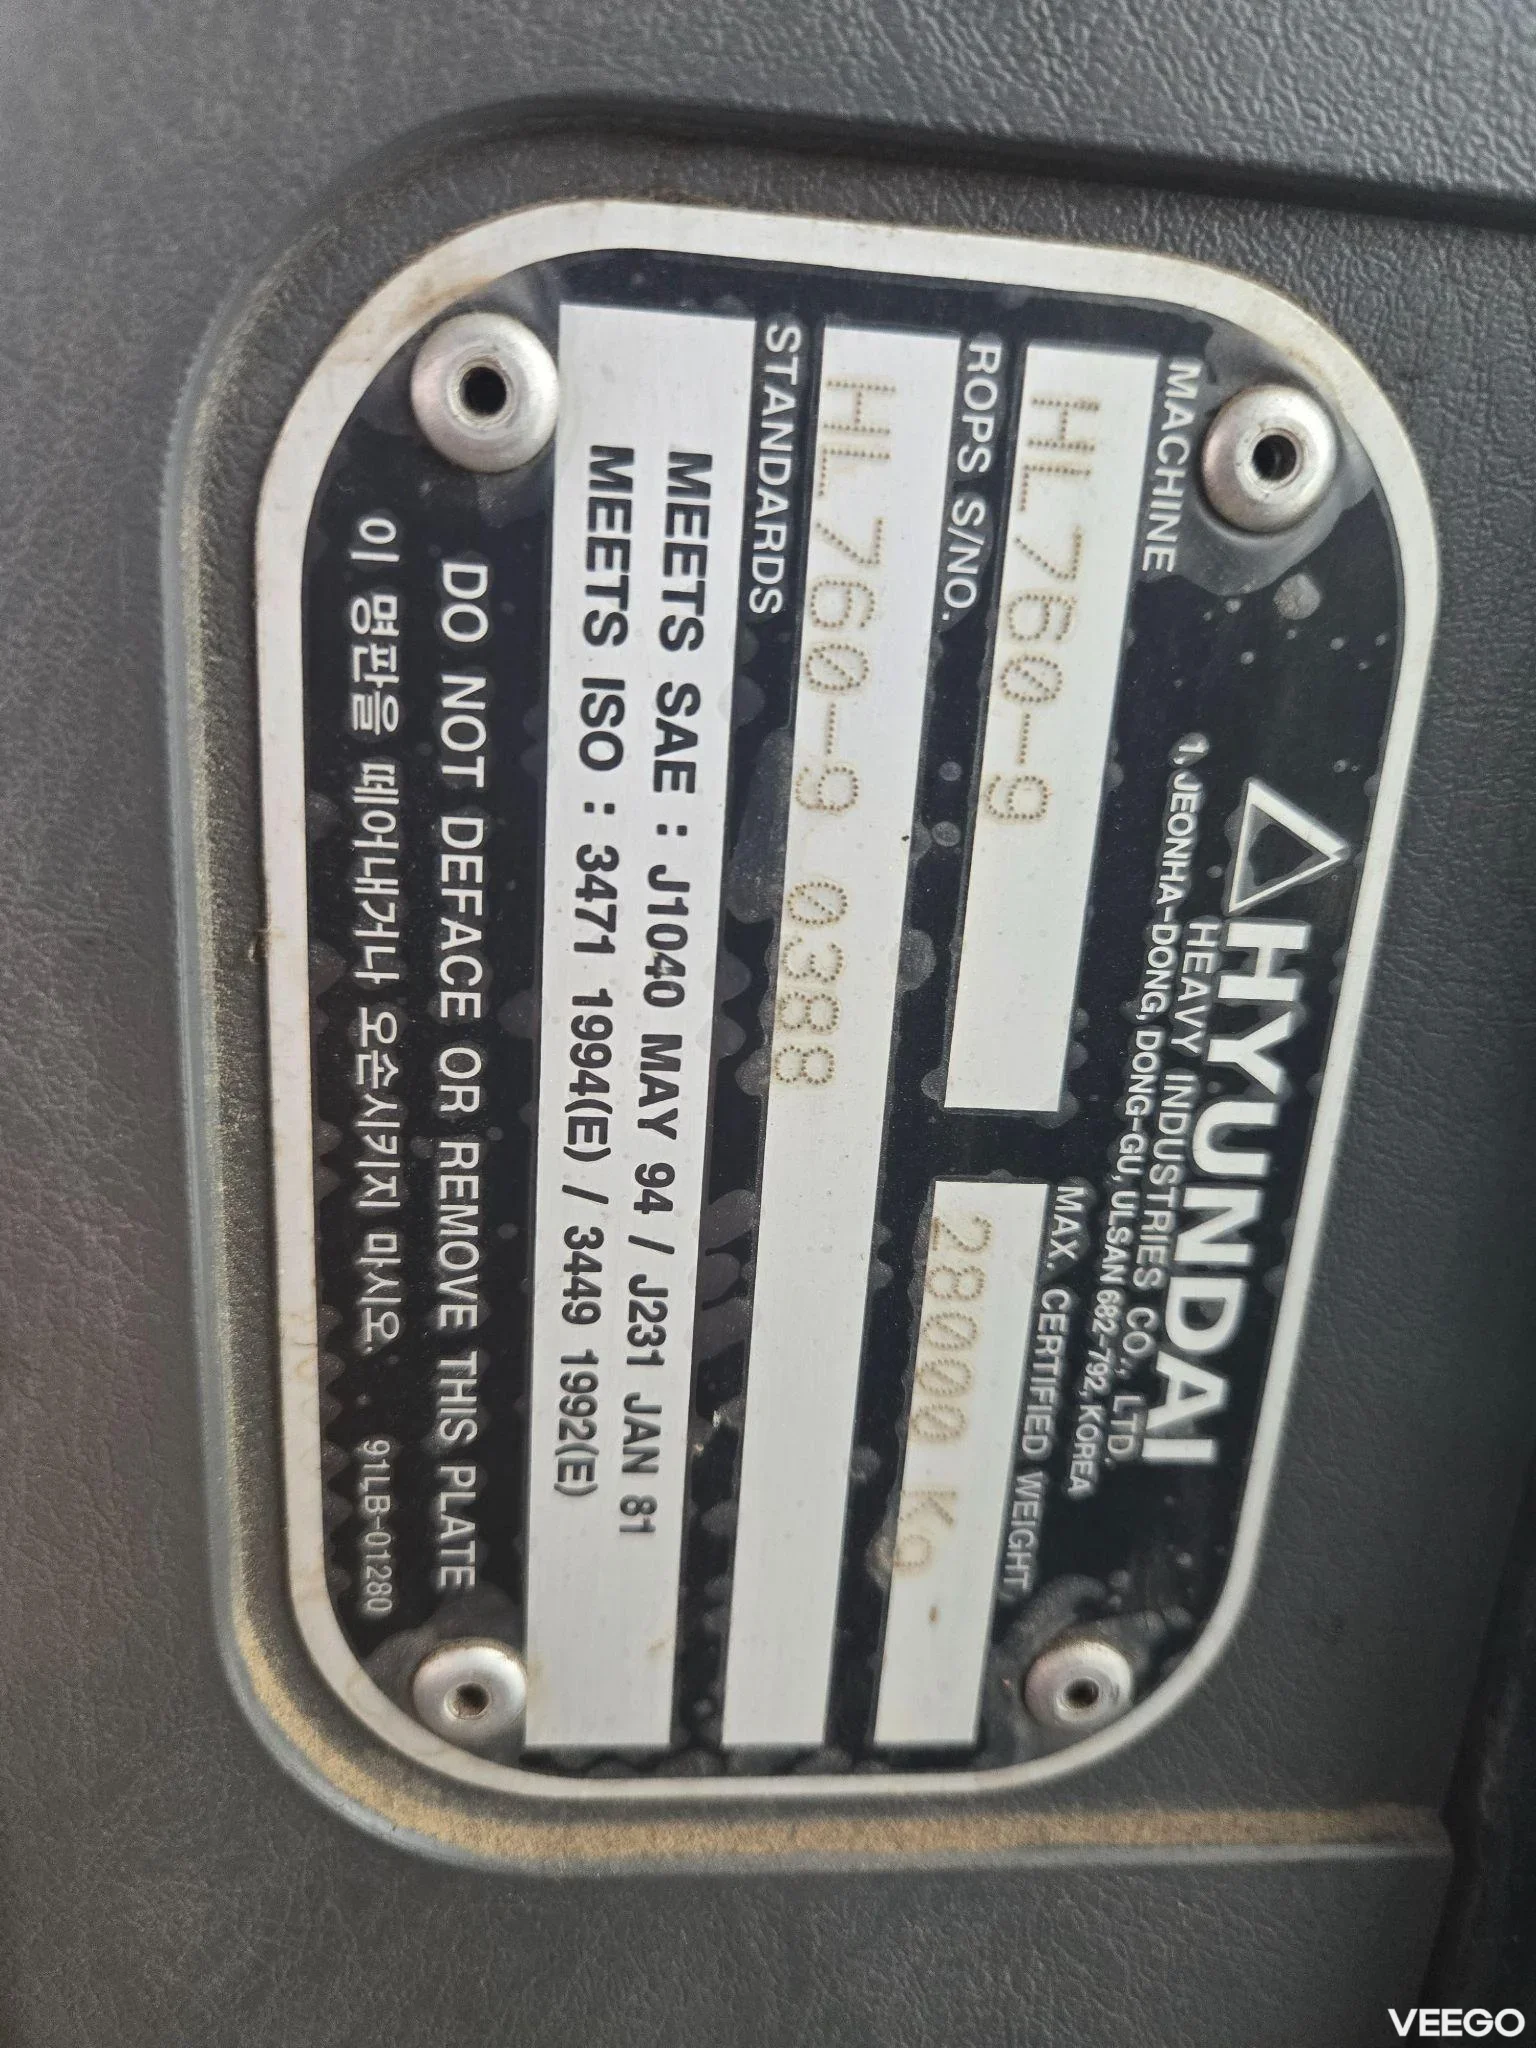 HYUNDAI
HEAVY INDUSTRIES CO., LTD.
1, JEONHA-DONG, DONG-GU, ULSAN 682-792, KOREA
MACHINE
MAX. CERTIFIED WEIGHT
HL760-9
28000 Kg
ROPS S/NO.
HL760-9 0388
STANDARDS
MEETS SAE : J1040 MAY 94 / J231 JAN 81
MEETS ISO : 3471 1994(E) / 3449 1992(E)
DO NOT DEFACE OR REMOVE THIS PLATE
이 명판을 떼어내거나 오손시키지 마시오.
91LB-01280
VEEGO